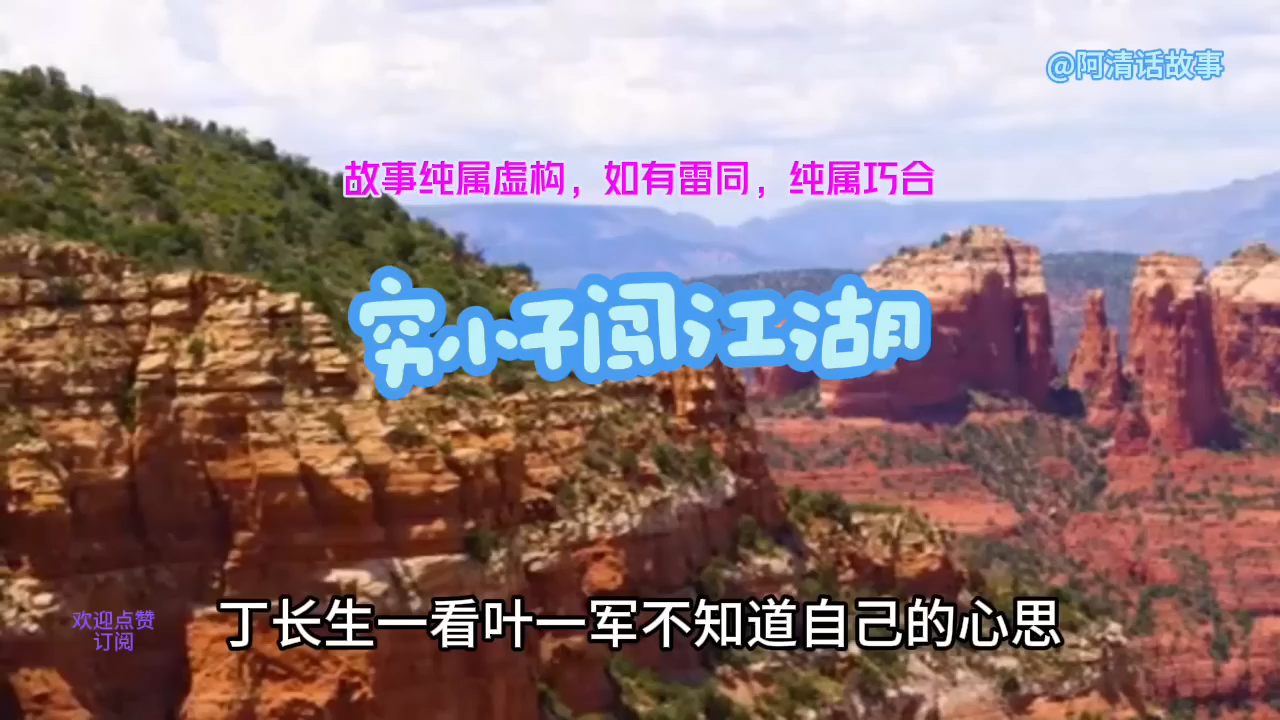 @阿清话故事
故事纯属虚构，如有雷同，纯属巧合
穷小子闯江湖
欢迎点赞
订阅
丁长生一看叶一军不知道自己的心思